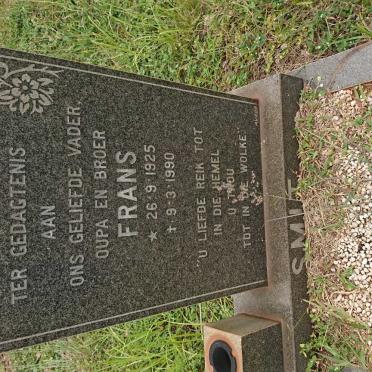 TER GEDAGTENIS
AAN
ONS GELIEFDE VADER,
OUPA EN BROER
FRANS
★ 26·9·1925
✝ 9·3·1990
U LIEFDE REIK TOT
IN DIE HEMEL
U TROU
TOT IN DIE WOLKE.
SMIT